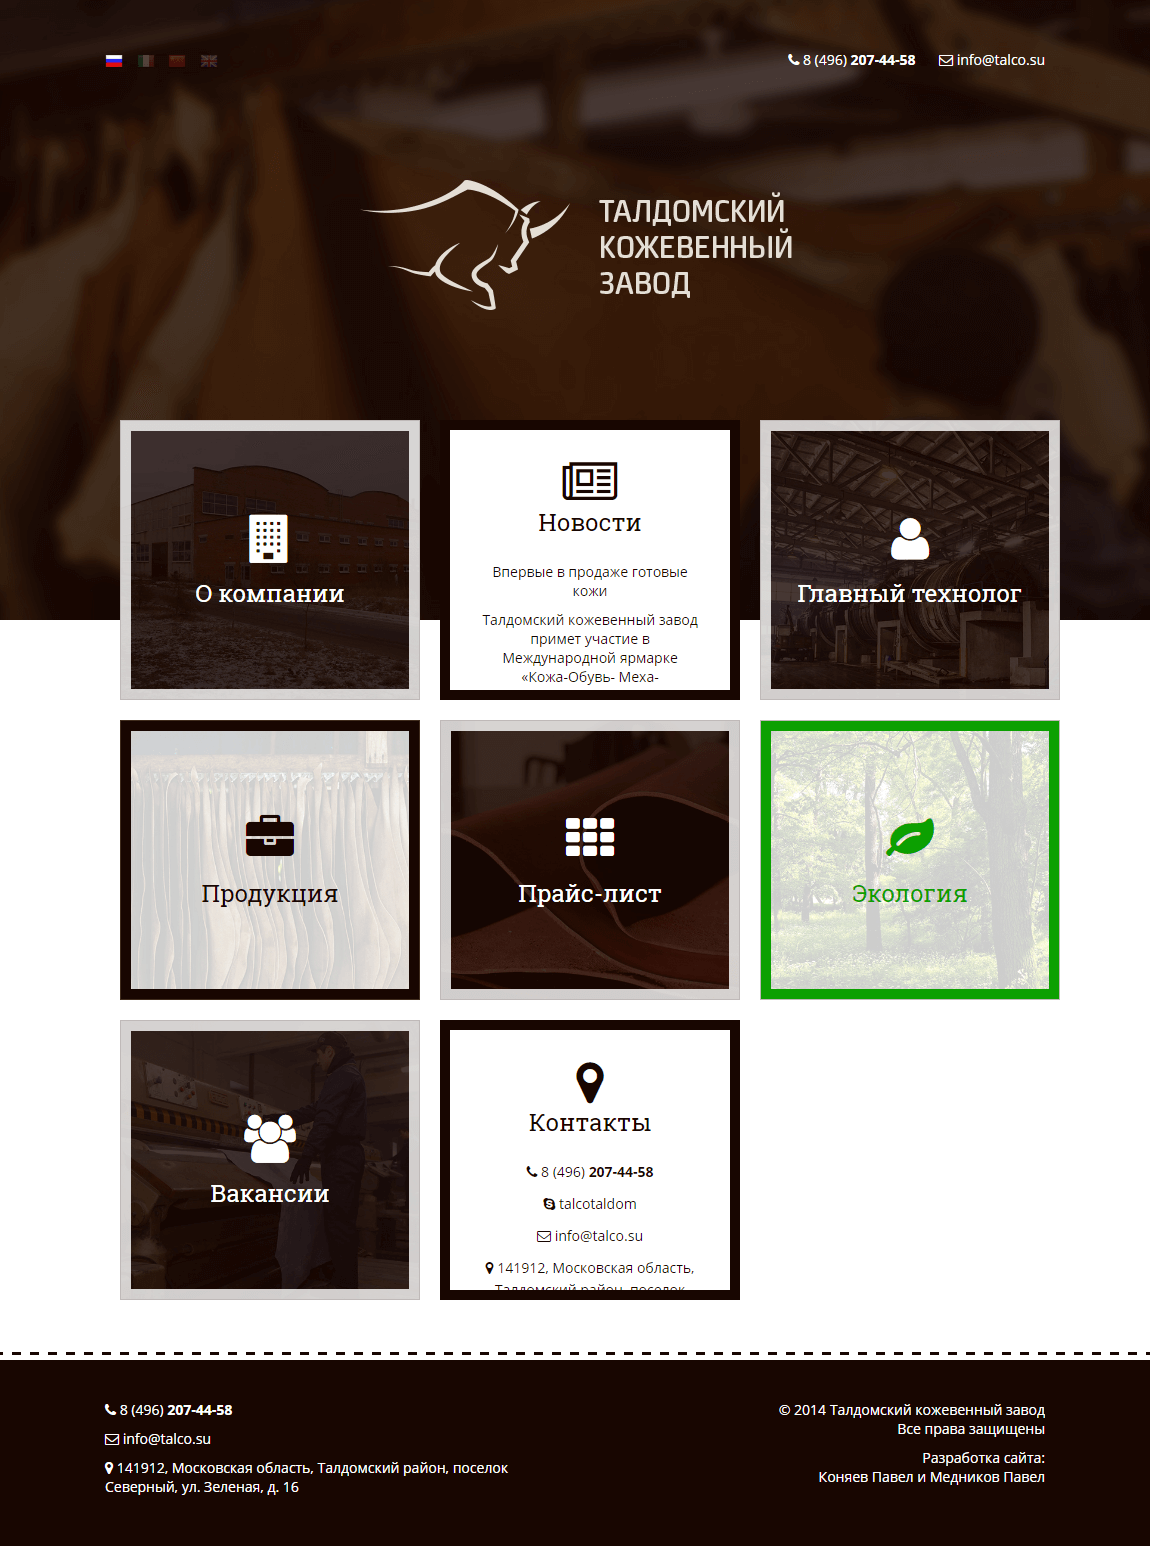 8 (496) 207-44-58 info@talco.su
ТАЛДОМСКИЙ
КОЖЕВЕННЫЙ
ЗАВОД
О компании
Новости
Впервые в продаже готовые
кожи
Талдомский кожевенный завод
примет участие в
Международной ярмарке
«Кожа-Обувь- Меха-
Главный технолог
Продукция
Прайс-лист
Экология
Вакансии
Контакты
8 (496) 207-44-58
talcotaldom
info@talco.su
141912, Московская область,
Талдомский район, поселок
8 (496) 207-44-58
info@talco.su
141912, Московская область, Талдомский район, поселок
Северный, ул. Зеленая, д. 16
© 2014 Талдомский кожевенный завод
Все права защищены
Разработка сайта:
Коняев Павел и Медников Павел